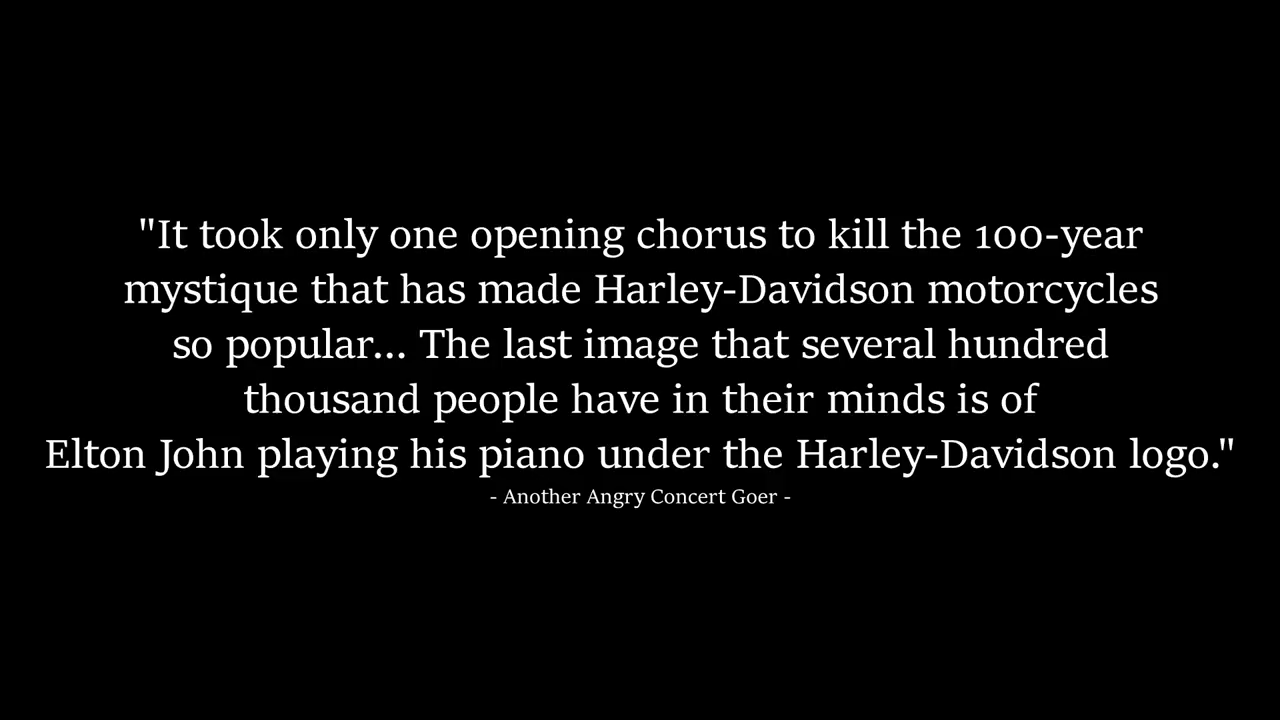 "It took only one opening chorus to kill the 100-year
mystique that has made Harley-Davidson motorcycles
so popular... The last image that several hundred
thousand people have in their minds is of
Elton John playing his piano under the Harley-Davidson logo."
- Another Angry Concert Goer -